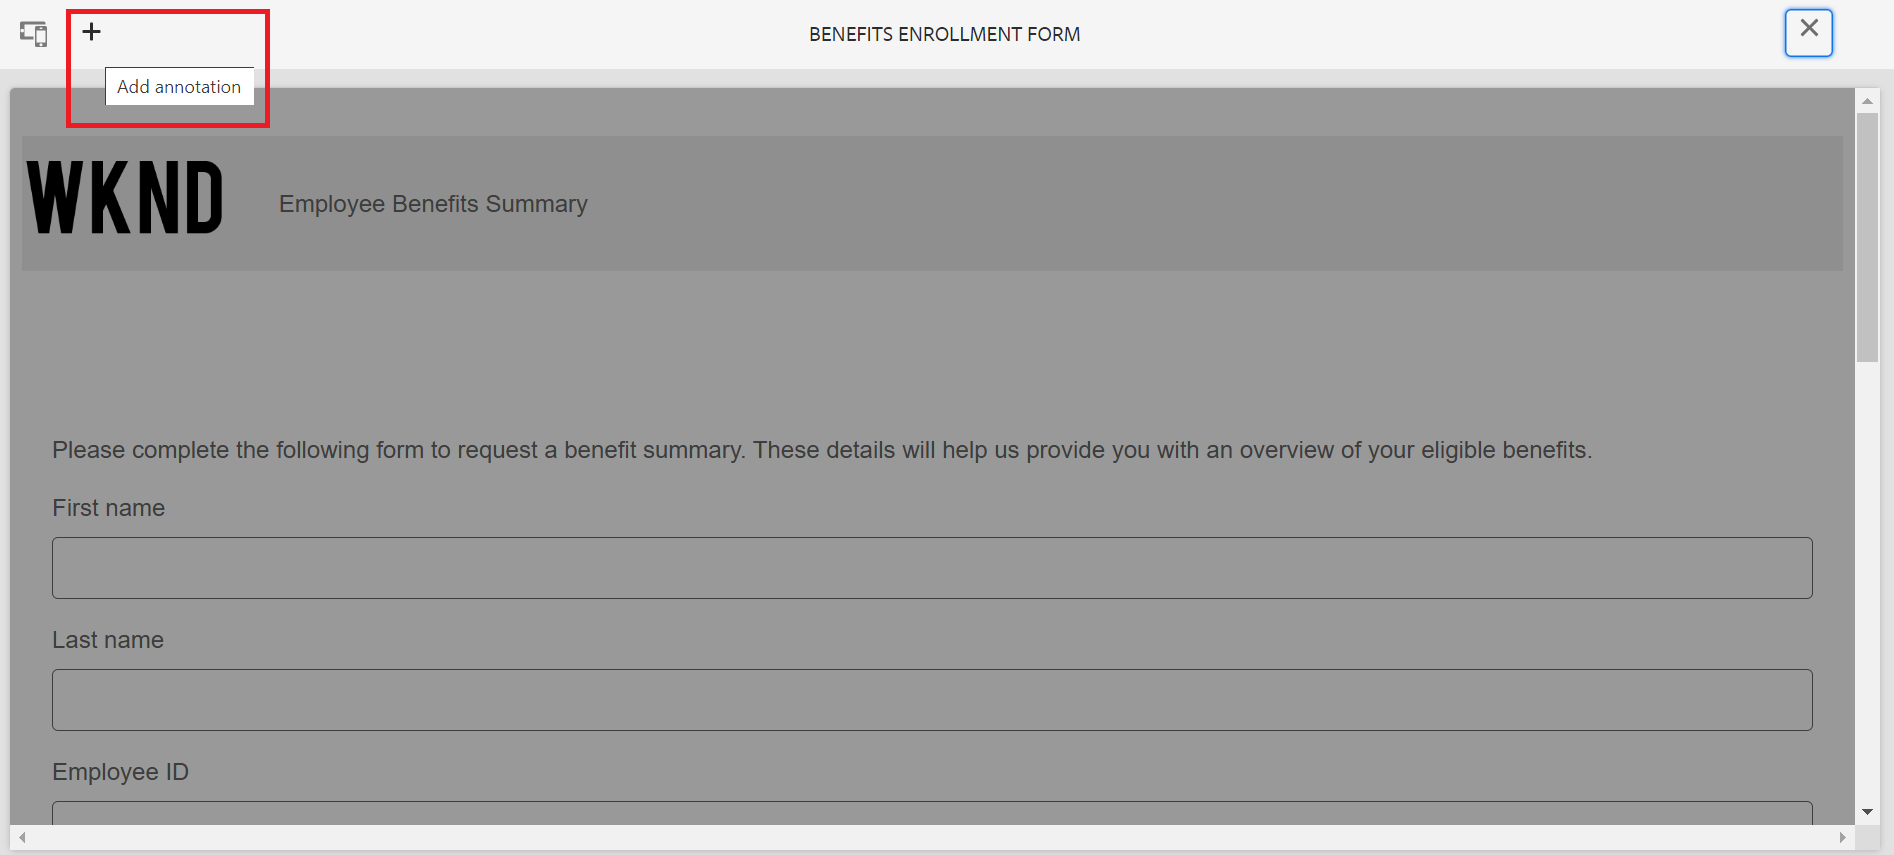 BENEFITS ENROLLMENT FORM
Add annotation
WKND
Employee Benefits Summary
Please complete the following form to request a benefit summary. These details will help us provide you with an overview of your eligible benefits.
First name
Last name
Employee ID